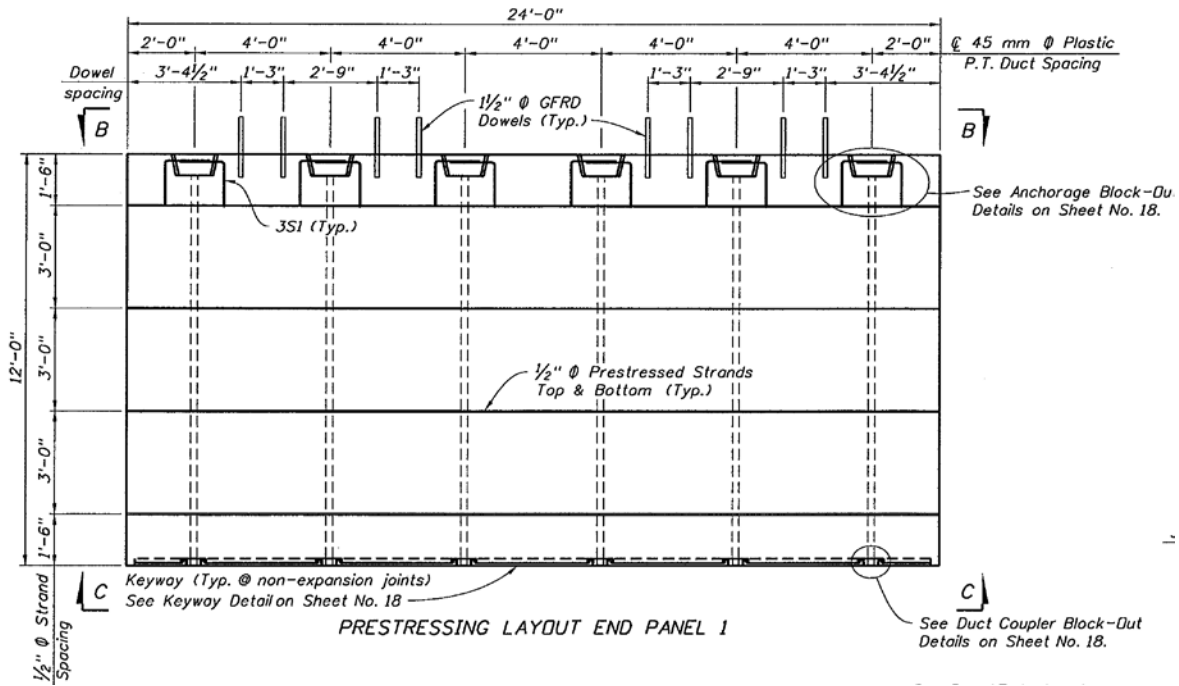 24'-0"
2'-0" 4'-0" 4'-0" 4'-0" 4'-0" 4'-0" 2'-0"
℄ 45 mm Φ Plastic
P.T. Duct Spacing
Dowel
spacing
3'-4½" 1'-3" 2'-9" 1'-3" 1'-3" 2'-9" 1'-3" 3'-4½"
1½" Φ GFRD
Dowels (Typ.)
B B
See Anchorage Block-Ou
Details on Sheet No. 18.
3S1 (Typ.)
1'-6"
3'-0"
3'-0"
3'-0"
1'-6"
12'-0"
½" Φ Prestressed Strands
Top & Bottom (Typ.)
Keyway (Typ. @ non-expansion joints)
See Keyway Detail on Sheet No. 18
C C
½" Φ Strand
Spacing
PRESTRESSING LAYOUT END PANEL 1
See Duct Coupler Block-Out
Details on Sheet No. 18.